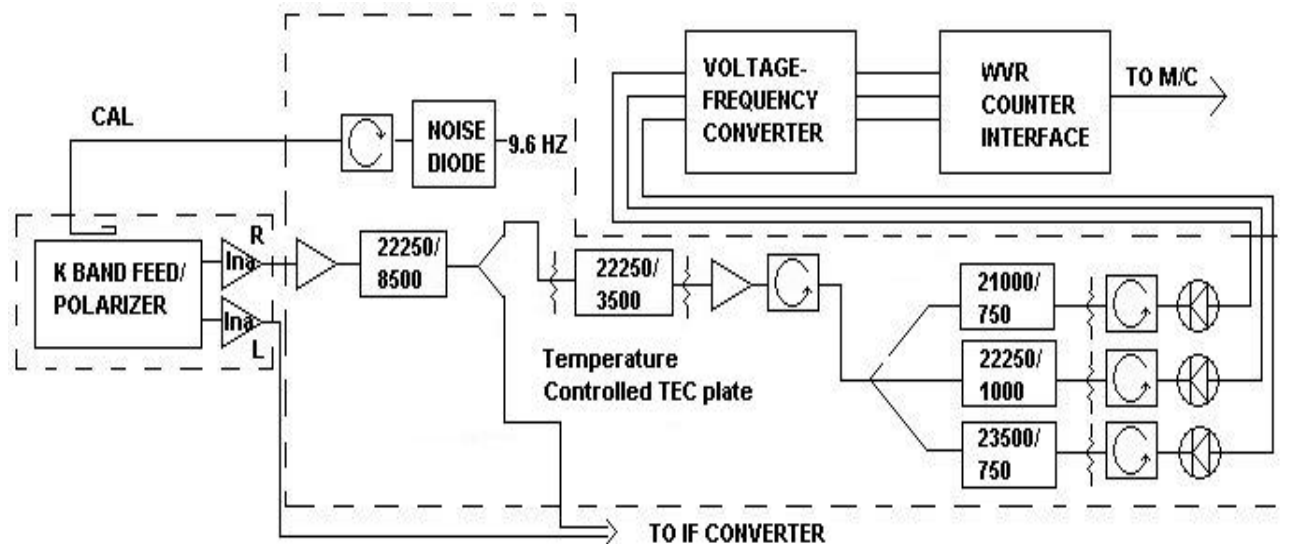 VOLTAGE-
FREQUENCY
CONVERTER
WVR
COUNTER
INTERFACE
TO M/C
CAL
NOISE
DIODE
9.6 HZ
K BAND FEED/
POLARIZER
R
lna
lna
L
22250/
8500
22250/
3500
21000/
750
22250/
1000
23500/
750
Temperature
Controlled TEC plate
TO IF CONVERTER